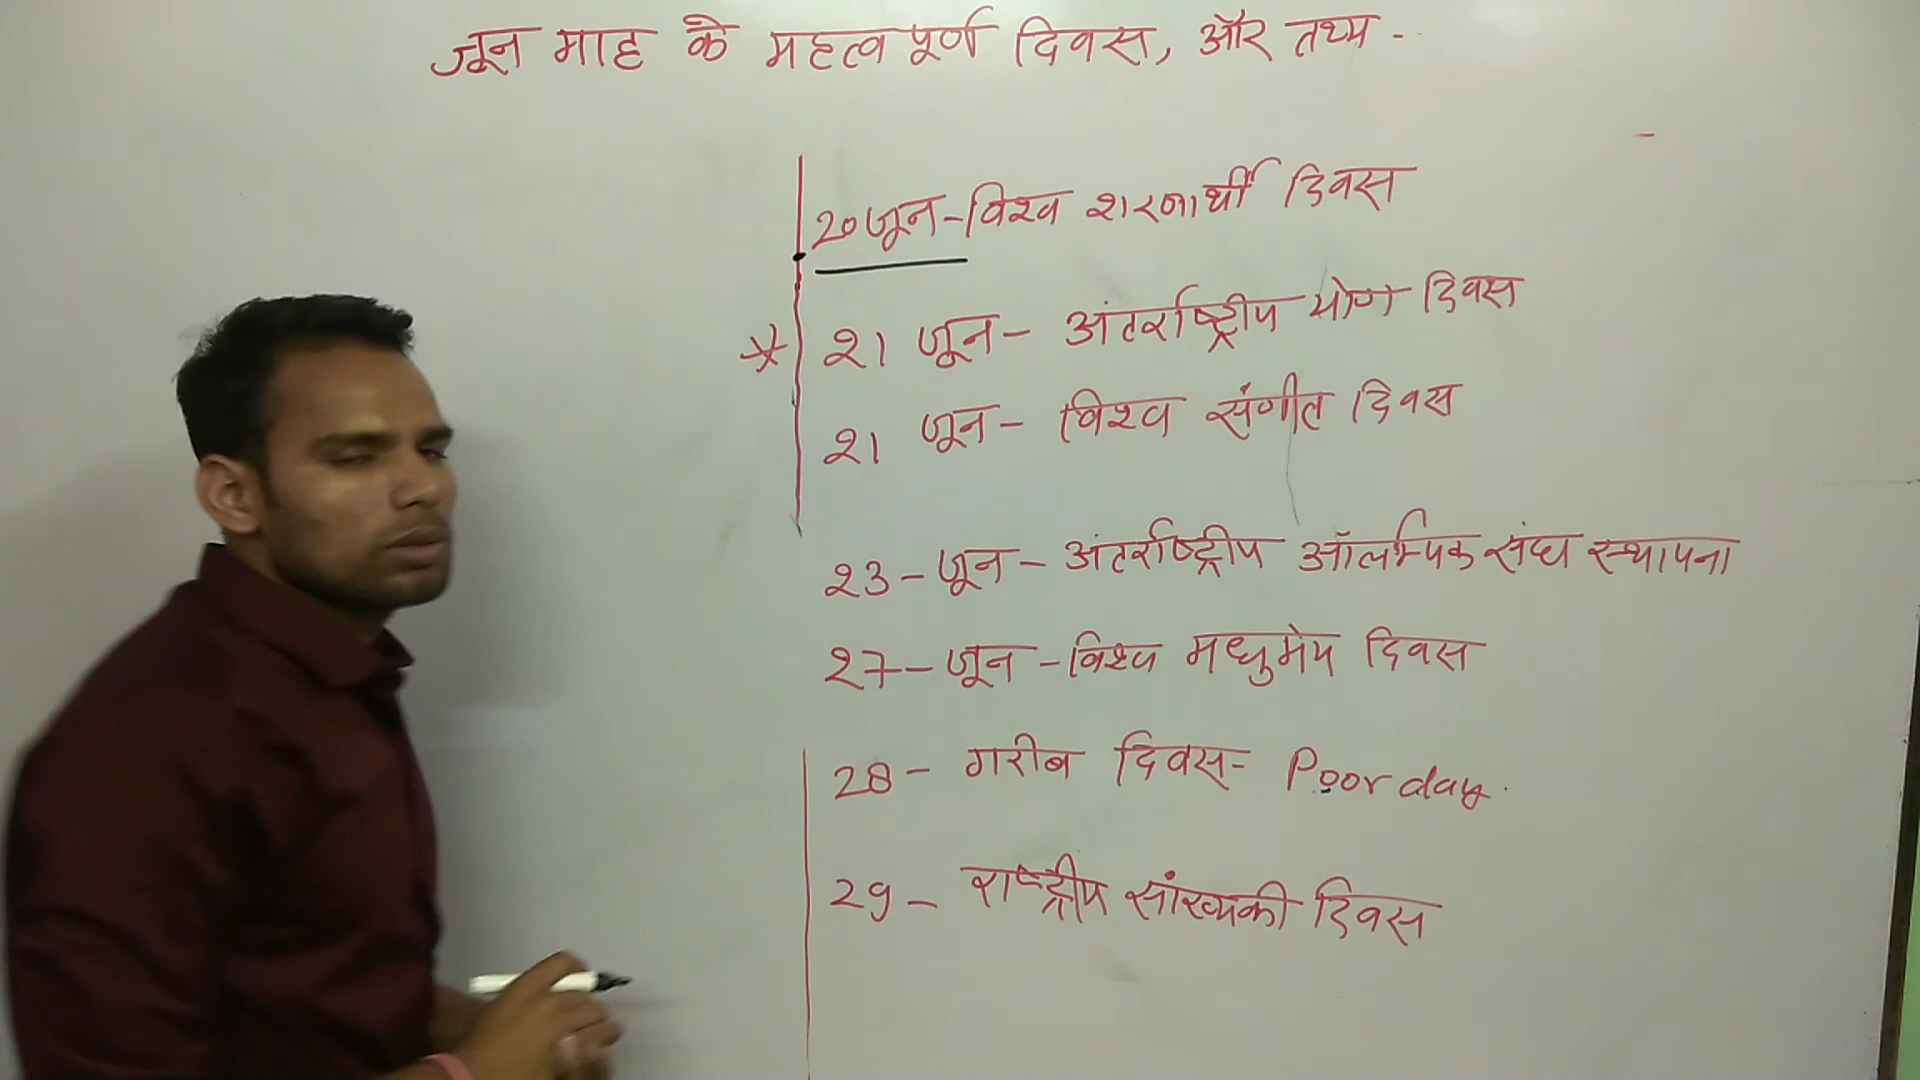 जून माह के महत्व पूर्ण दिवस, और तथ्य -
20 जून - विश्व शरणार्थी दिवस
* 21 जून - अंतर्राष्ट्रीय योग दिवस
21 जून - विश्व संगीत दिवस
23 - जून - अंतर्राष्ट्रीय ऑलम्पिक संघ स्थापना
27 - जून - विश्व मधुमेय दिवस
28 - गरीब दिवस - Poor day.
29 - राष्ट्रीय सांख्यकी दिवस